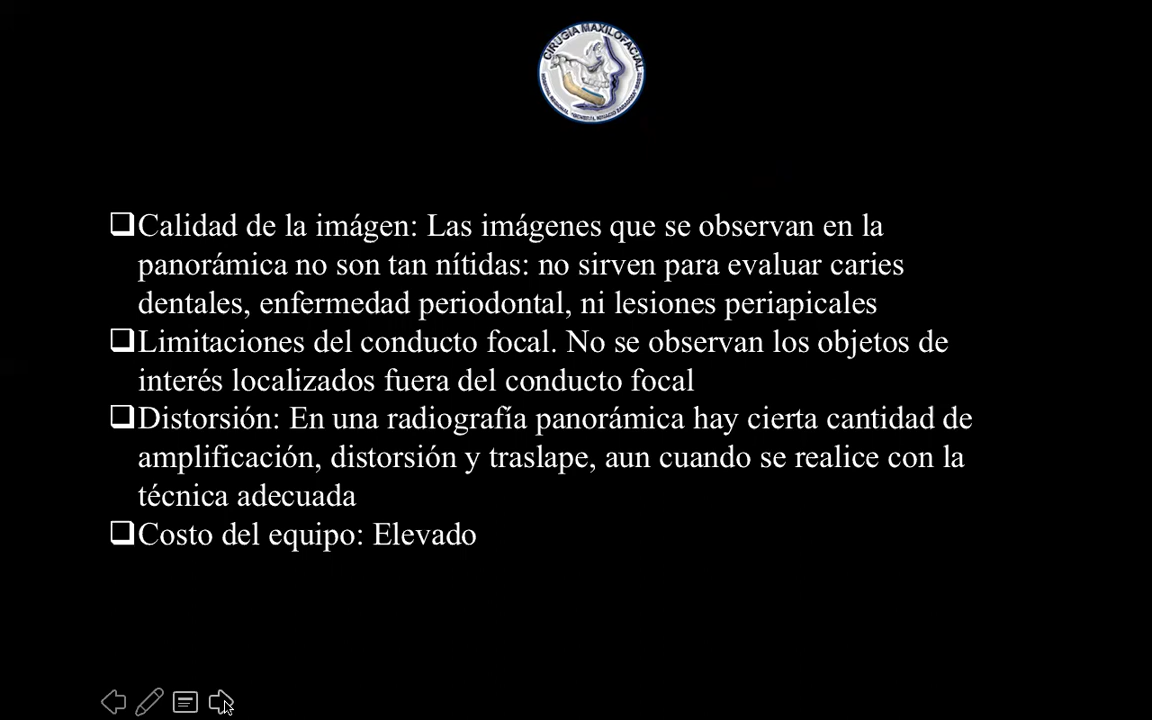 CIRUGIA MAXILOFACIAL
Calidad de la imágen: Las imágenes que se observan en la
panorámica no son tan nítidas: no sirven para evaluar caries
dentales, enfermedad periodontal, ni lesiones periapicales
Limitaciones del conducto focal. No se observan los objetos de
interés localizados fuera del conducto focal
Distorsión: En una radiografía panorámica hay cierta cantidad de
amplificación, distorsión y traslape, aun cuando se realice con la
técnica adecuada
Costo del equipo: Elevado